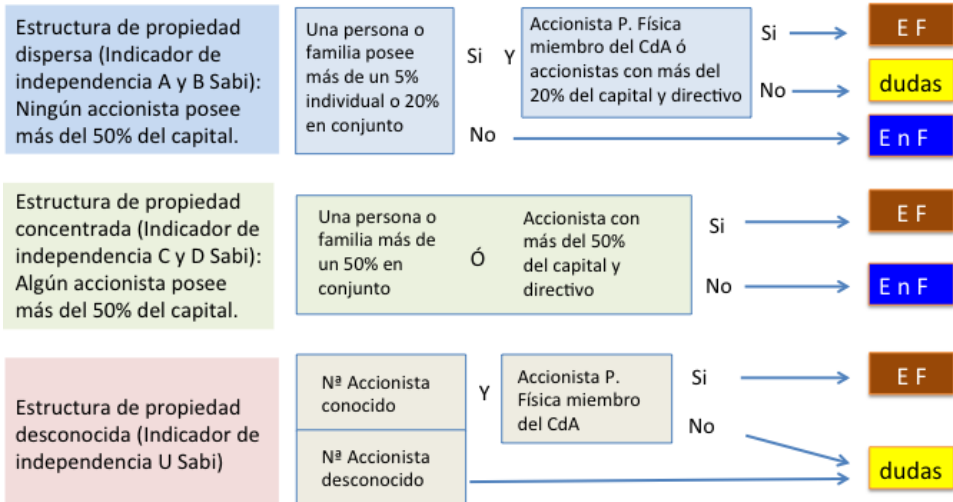 Estructura de propiedad
dispersa (Indicador de
independencia A y B Sabi):
Ningún accionista posee
más del 50% del capital.
Una persona o
familia posee
más de un 5%
individual o 20%
en conjunto
Si
Y
No
Accionista P. Física
miembro del CdA ó
accionistas con más del
20% del capital y directivo
Si
No
E F
dudas
E n F
Estructura de propiedad
concentrada (Indicador de
independencia C y D Sabi):
Algún accionista posee
más del 50% del capital.
Una persona o
familia más de
un 50% en
conjunto
Ó
Accionista con
más del 50%
del capital y
directivo
Si
No
E F
E n F
Estructura de propiedad
desconocida (Indicador de
independencia U Sabi)
Nª Accionista
conocido
Nª Accionista
desconocido
Y
Accionista P.
Física miembro
del CdA
Si
No
E F
dudas